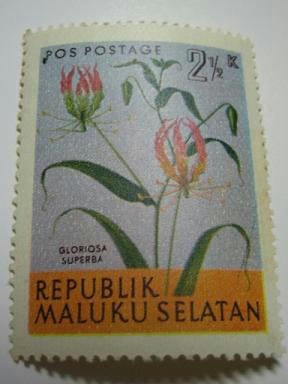 POS POSTAGE
2½ K
GLORIOSA
SUPERBA
REPUBLIK
MALUKU SELATAN